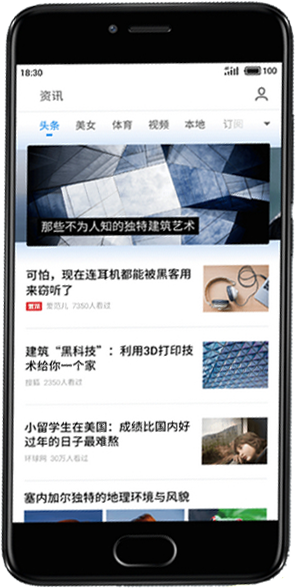 18:30 100
资讯
头条 美女 体育 视频 本地 订阅
那些不为人知的独特建筑艺术
可怕，现在连耳机都能被黑客用
来窃听了
置顶 爱范儿 7350人看过
建筑“黑科技”：利用3D打印技
术给你一个家
搜狐 2350人看过
小留学生在美国：成绩比国内好
过年的日子最难熬
环球网 30万人看过
塞内加尔独特的地理环境与风貌